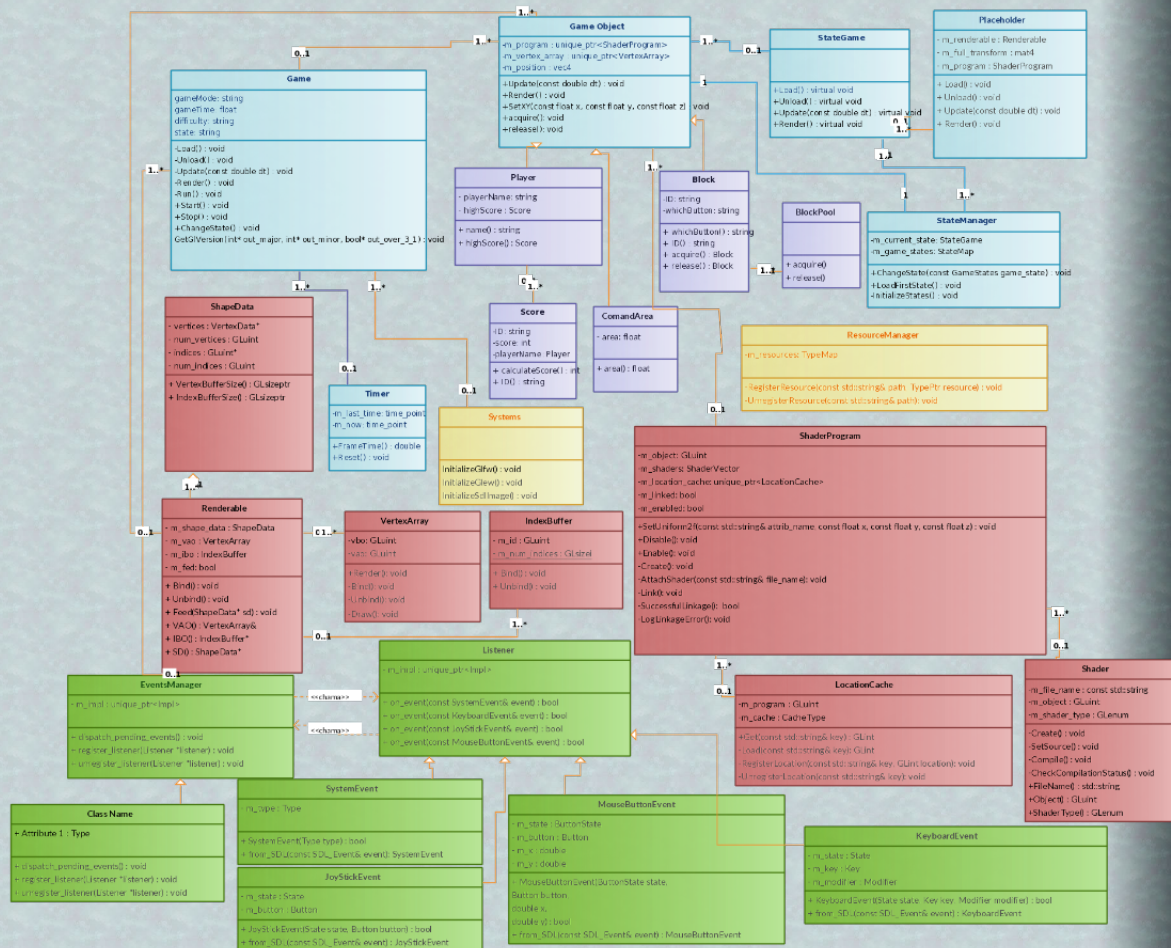 Game Object
-m_program : unique_ptr<ShaderProgram>
-m_vertex_array : unique_ptr<VertexArray>
-m_position : vec4
+Update(const double dt) : void
+Render() : void
+SetXY(const float x, const float y, const float z) : void
+acquire(): void
+release(): void
StateGame
+Load() : virtual void
+Unload() : virtual void
+Update(const double dt) : virtual void
+Render() : virtual void
Placeholder
- m_renderable : Renderable
- m_full_transform : mat4
- m_program : ShaderProgram
+ Load() : void
+ Unload() : void
+ Update(const double dt) : void
+ Render() : void
Game
gameMode: string
gameTime: float
difficulty: string
state: string
-Load() : void
-Unload() : void
-Update(const double dt) : void
-Render() : void
-Run() : void
+Start() : void
+Stop() : void
+ChangeState() : void
GetGlVersion(int* out_major, int* out_minor, bool* out_over_3_1) : void
Player
- playerName: string
- highScore : Score
+ name() : string
+ highScore() : Score
Block
-ID: string
-whichButton: string
+ whichButton() : string
+ ID() : string
+ acquire() : Block
+ release() : Block
BlockPool
+ acquire()
+ release()
StateManager
-m_current_state: StateGame
-m_game_states: StateMap
+ChangeState(const GameStates game_state) : void
+LoadFirstState() : void
-InitializeStates() : void
ShapeData
- vertices : VertexData*
- num_vertices : GLuint
- indices : GLuint*
- num_indices : GLuint
+ VertexBufferSize() : GLsizeptr
+ IndexBufferSize() : GLsizeptr
Score
-ID : string
-score: int
-playerName: Player
+ calculateScore() : int
+ ID() : string
ComandArea
- area: float
+ area() : float
ResourceManager
-m_resources: TypeMap
-RegisterResource(const std::string& path, TypePtr resource) : void
-UnregisterResource(const std::string& path): void
Timer
-m_last_time: time_point
-m_now: time_point
+FrameTime() : double
+Reset() : void
Systems
InitializeGlfw() : void
InitializeGlew() : void
InitializeSdlImage() : void
ShaderProgram
-m_object: GLuint
-m_shaders: ShaderVector
-m_location_cache: unique_ptr<LocationCache>
-m_linked: bool
-m_enabled: bool
+SetUniform2f(const std::string& attrib_name, const float x, const float y, const float z) : void
+Disable(): void
+Enable(): void
-Create(): void
-AttachShader(const std::string& file_name): void
-Link(): void
-SuccessfulLinkage(): bool
-LogLinkageError(): void
Renderable
- m_shape_data : ShapeData
- m_vao : VertexArray
- m_ibo : IndexBuffer
- m_fed: bool
+ Bind() : void
+ Unbind() : void
+ Feed(ShapeData* sd) : void
+ VAO() : VertexArray&
+ IBO() : IndexBuffer*
+ SD() : ShapeData*
VertexArray
-vbo: GLuint
-vao: GLuint
+Render(): void
-Bind(): void
-Unbind(): void
-Draw(): void
IndexBuffer
- m_id : GLuint
- m_num_indices : GLsizei
+ Bind() : void
+ Unbind() : void
Listener
- m_impl : unique_ptr<Impl>
- on_event(const SystemEvent& event) : bool
- on_event(const KeyboardEvent& event) : bool
- on_event(const JoyStickEvent& event) : bool
- on_event(const MouseButtonEvent& event) : bool
EventsManager
- m_impl : unique_ptr<Impl>
+ dispatch_pending_events() : void
- register_listener(Listener *listener) : void
- unregister_listener(Listener *listener) : void
<<chama>>
<<chama>>
LocationCache
-m_program : GLuint
-m_cache : CacheType
+Get(const std::string& key) : GLint
-Load(const std::string& key): GLint
-RegisterLocation(const std::string& key, GLint location): void
-UnregisterLocation(const std::string& key): void
Shader
-m_file_name : const std::string
-m_object : GLuint
-m_shader_type : GLenum
-Create() : void
-SetSource() : void
-Compile() : void
-CheckCompilationStatus() : void
+FileName() : std::string
+Object() : GLuint
+ShaderType() : GLenum
Class Name
+ Attribute 1 : Type
+ dispatch_pending_events() : void
- register_listener(Listener *listener) : void
- unregister_listener(Listener *listener) : void
SystemEvent
- m_type : Type
+ SystemEvent(Type type) : bool
+ from_SDL(const SDL_Event& event): SystemEvent
JoyStickEvent
- m_state : State
- m_button : Button
+ JoyStickEvent(State state, Button button) : bool
+ from_SDL(const SDL_Event& event) : JoyStickEvent
MouseButtonEvent
- m_state : ButtonState
- m_button : Button
- m_x : double
- m_y : double
- MouseButtonEvent(ButtonState state,
Button button,
double x,
double y) : bool
+ from_SDL(const SDL_Event& event) : MouseButtonEvent
KeyboardEvent
- m_state : State
- m_key : Key
- m_modifier : Modifier
+ KeyboardEvent(State state, Key key, Modifier modifier) : bool
+ from_SDL(const SDL_Event& event) : KeyboardEvent